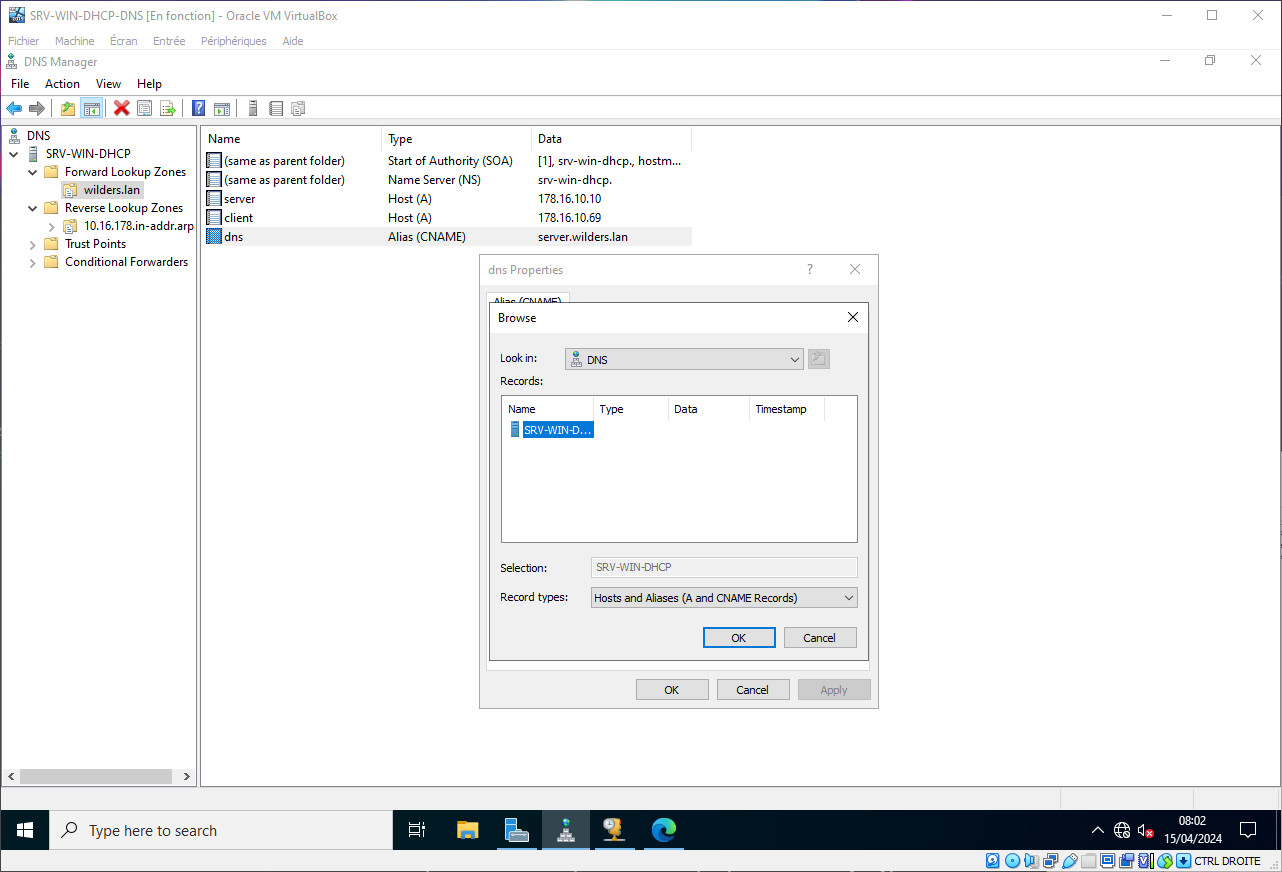 SRV-WIN-DHCP-DNS [En fonction] - Oracle VM VirtualBox
Fichier Machine Écran Entrée Périphériques Aide
DNS Manager
File Action View Help
DNS
SRV-WIN-DHCP
Forward Lookup Zones
wilders.lan
Reverse Lookup Zones
10.16.178.in-addr.arp
Trust Points
Conditional Forwarders
Name Type Data
(same as parent folder) Start of Authority (SOA) [1], srv-win-dhcp., hostm...
(same as parent folder) Name Server (NS) srv-win-dhcp.
server Host (A) 178.16.10.10
client Host (A) 178.16.10.69
dns Alias (CNAME) server.wilders.lan
dns Properties
Alias (CNAME)
Browse
Look in: DNS
Records:
Name Type Data Timestamp
SRV-WIN-D...
Selection: SRV-WIN-DHCP
Record types: Hosts and Aliases (A and CNAME Records)
OK Cancel
OK Cancel Apply
Type here to search
08:02
15/04/2024
CTRL DROITE